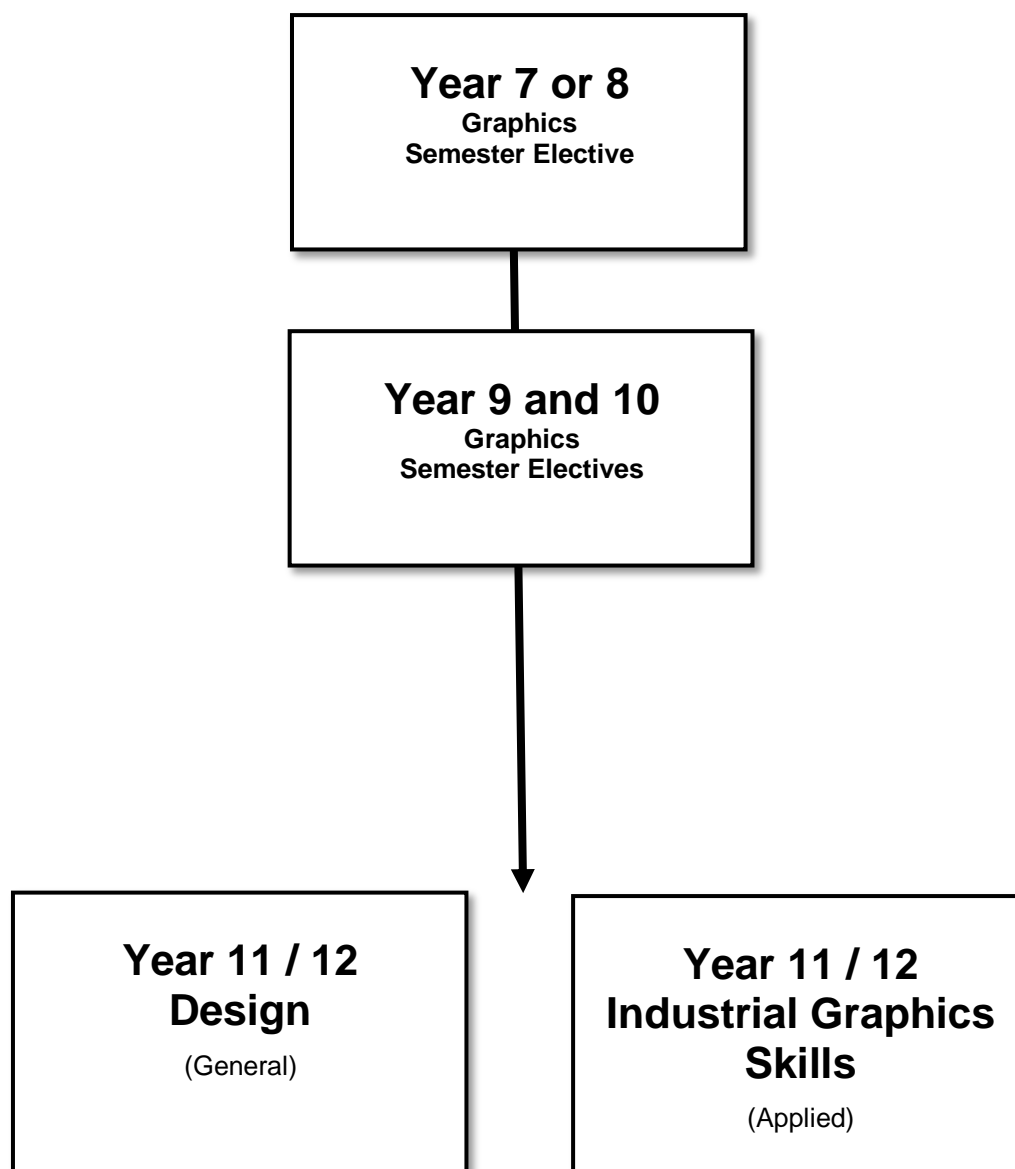 Year 7 or 8
Graphics
Semester Elective
Year 9 and 10
Graphics
Semester Electives
Year 11 / 12
Design
(General)
Year 11 / 12
Industrial Graphics
Skills
(Applied)